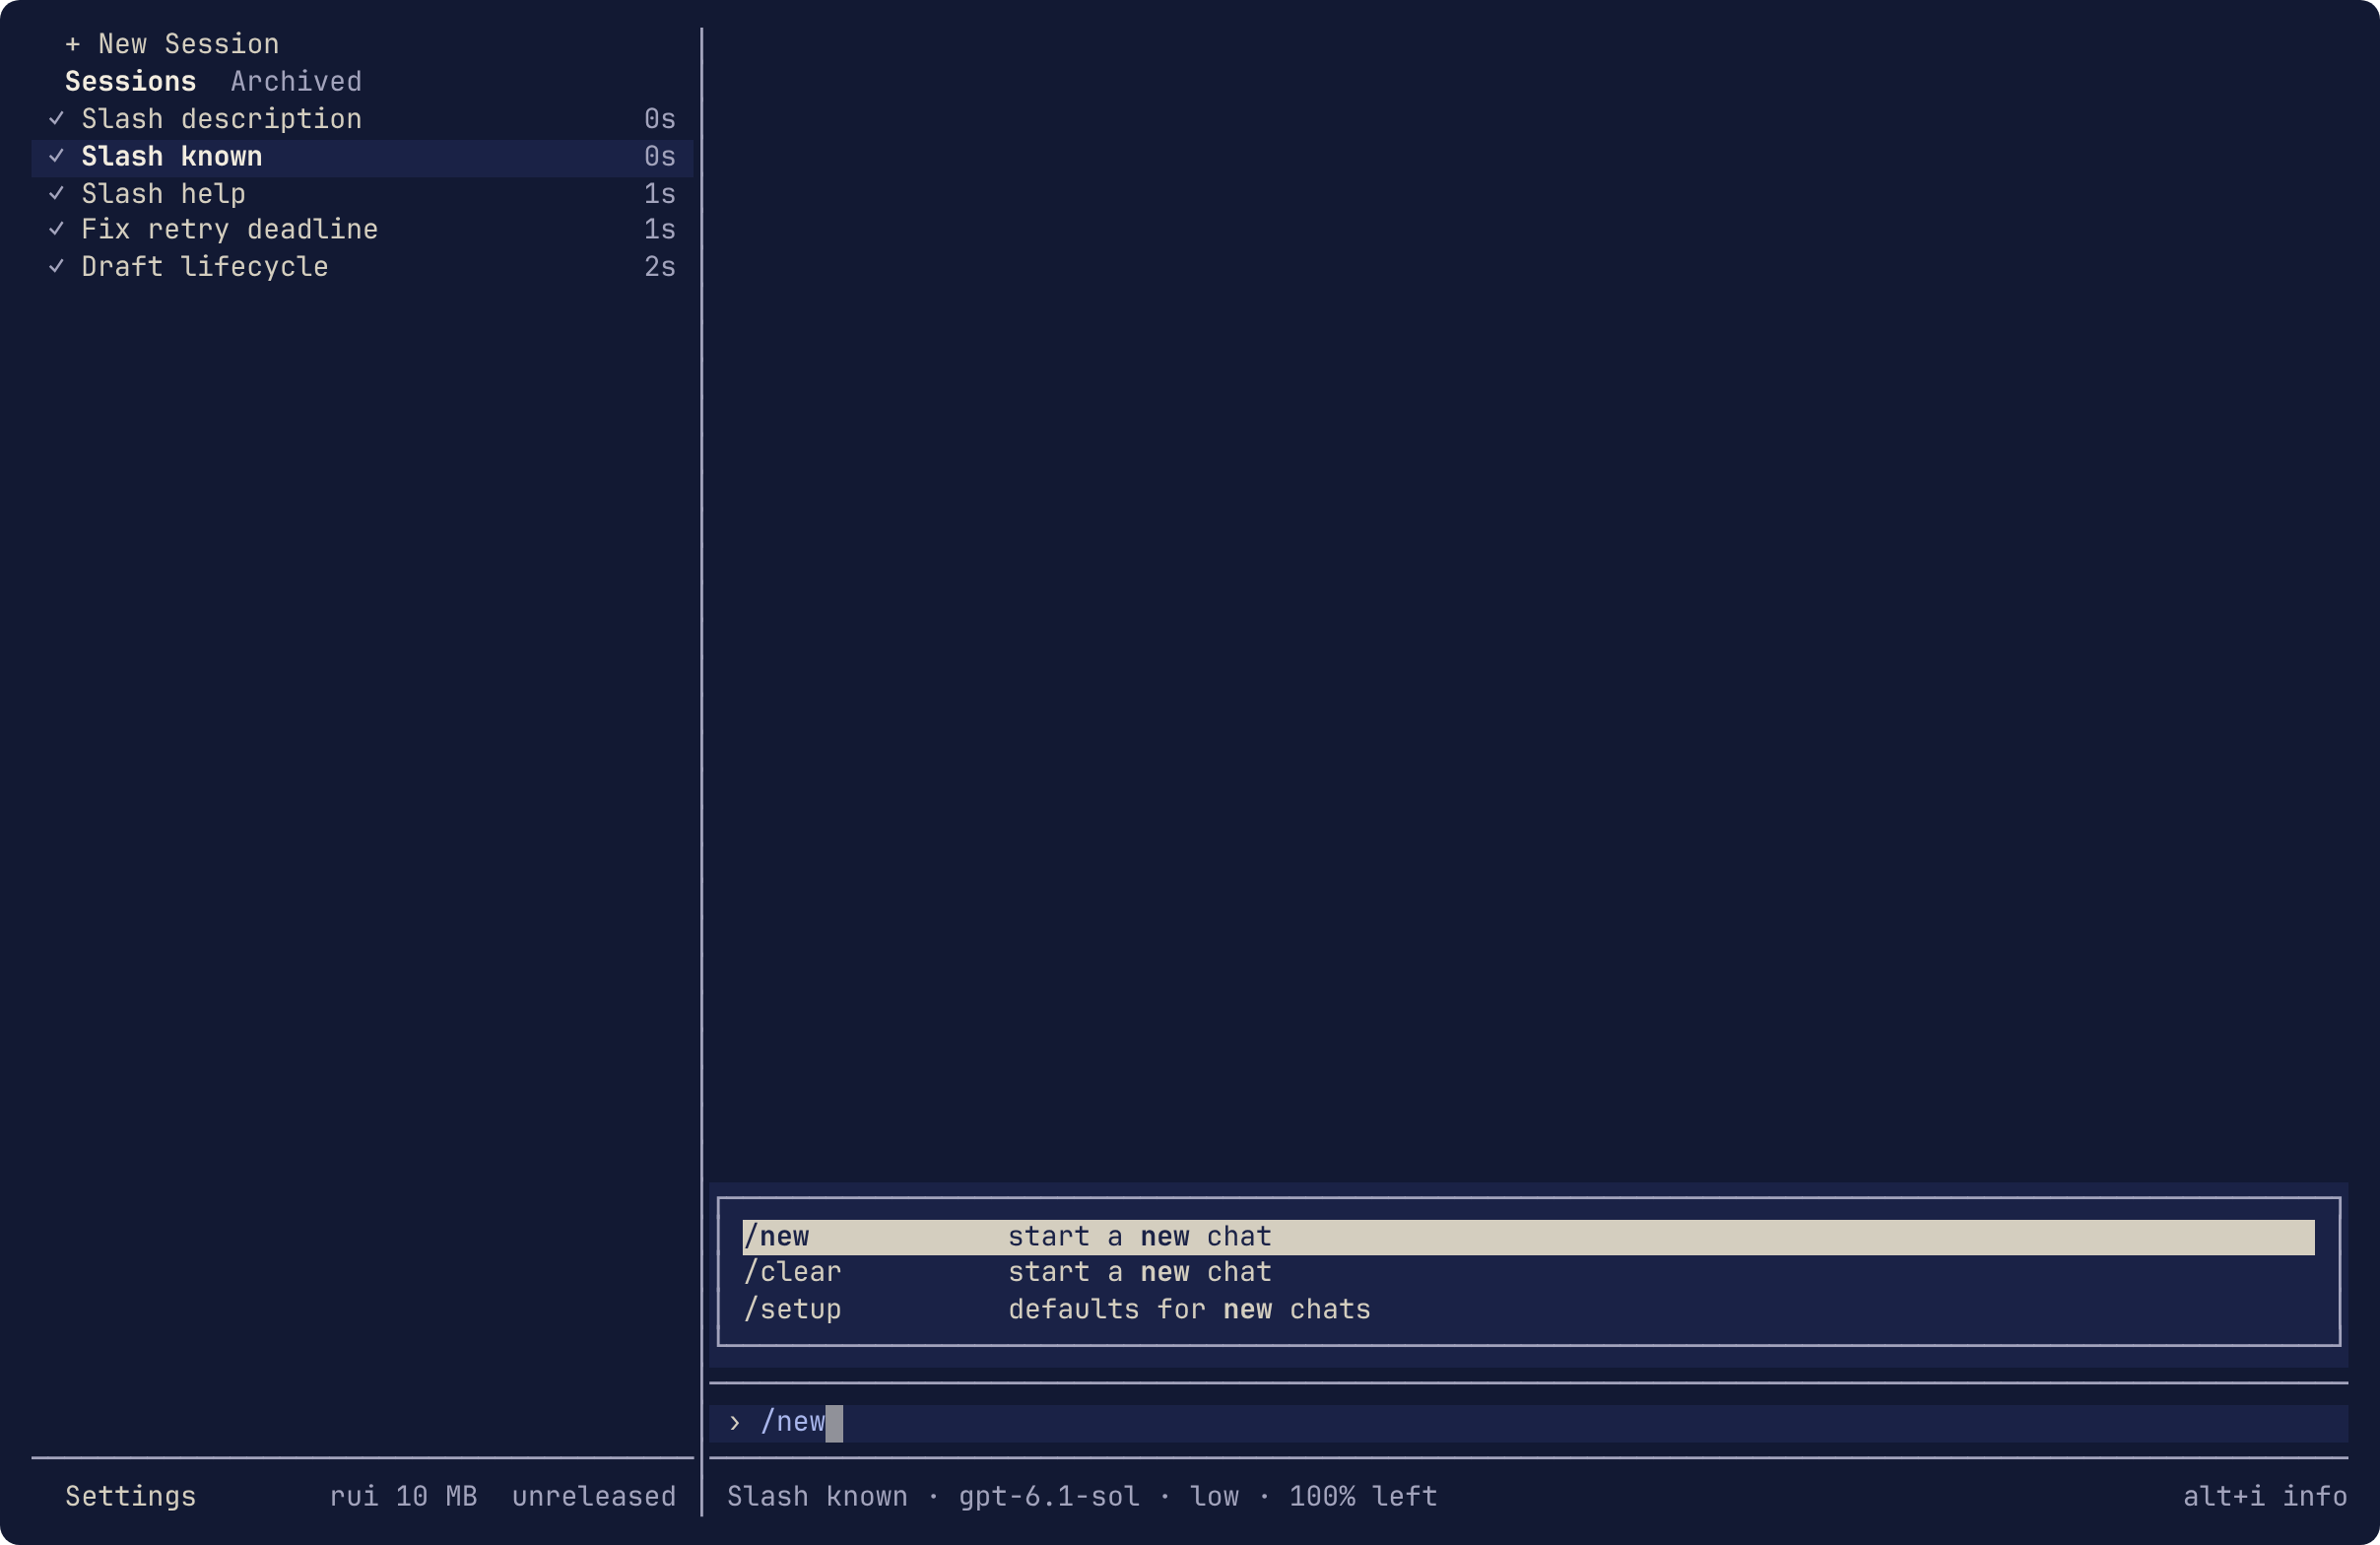 + New Session
Sessions  Archived
✓ Slash description 0s
✓ Slash known 0s
✓ Slash help 1s
✓ Fix retry deadline 1s
✓ Draft lifecycle 2s
/new start a new chat
/clear start a new chat
/setup defaults for new chats
› /new
Settings rui 10 MB unreleased
Slash known · gpt-6.1-sol · low · 100% left alt+i info